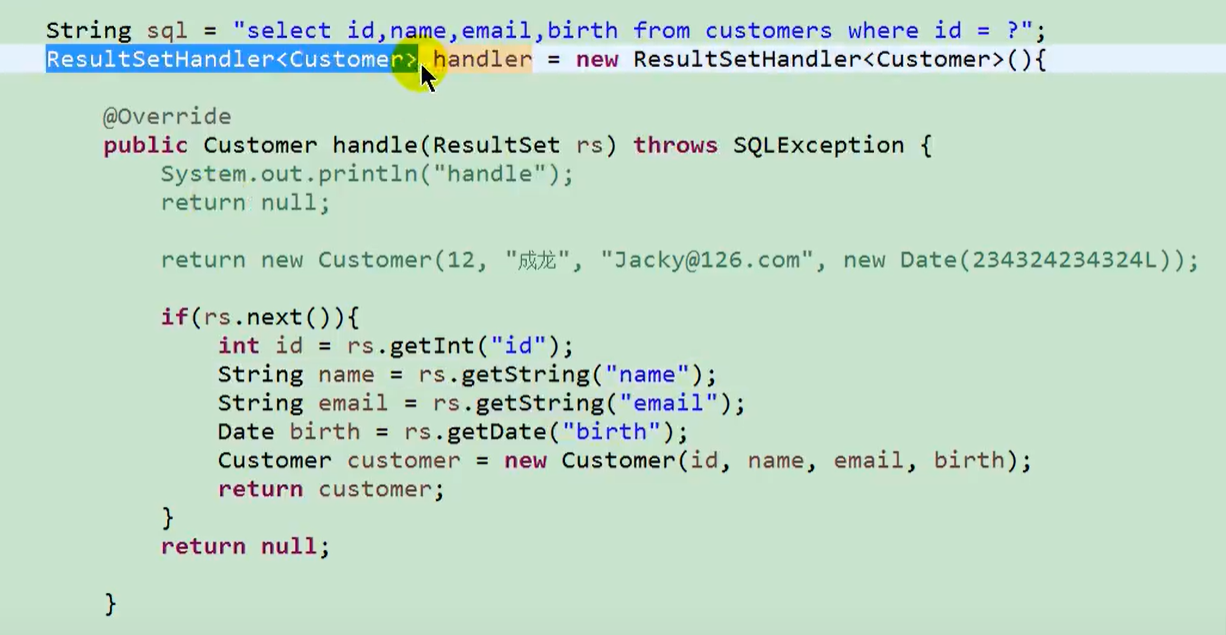 String sql = "select id,name,email,birth from customers where id = ?";
ResultSetHandler<Customer> handler = new ResultSetHandler<Customer>(){
@Override
public Customer handle(ResultSet rs) throws SQLException {
System.out.println("handle");
return null;
return new Customer(12, "成龙", "Jacky@126.com", new Date(234324234324L));
if(rs.next()){
int id = rs.getInt("id");
String name = rs.getString("name");
String email = rs.getString("email");
Date birth = rs.getDate("birth");
Customer customer = new Customer(id, name, email, birth);
return customer;
}
return null;
}